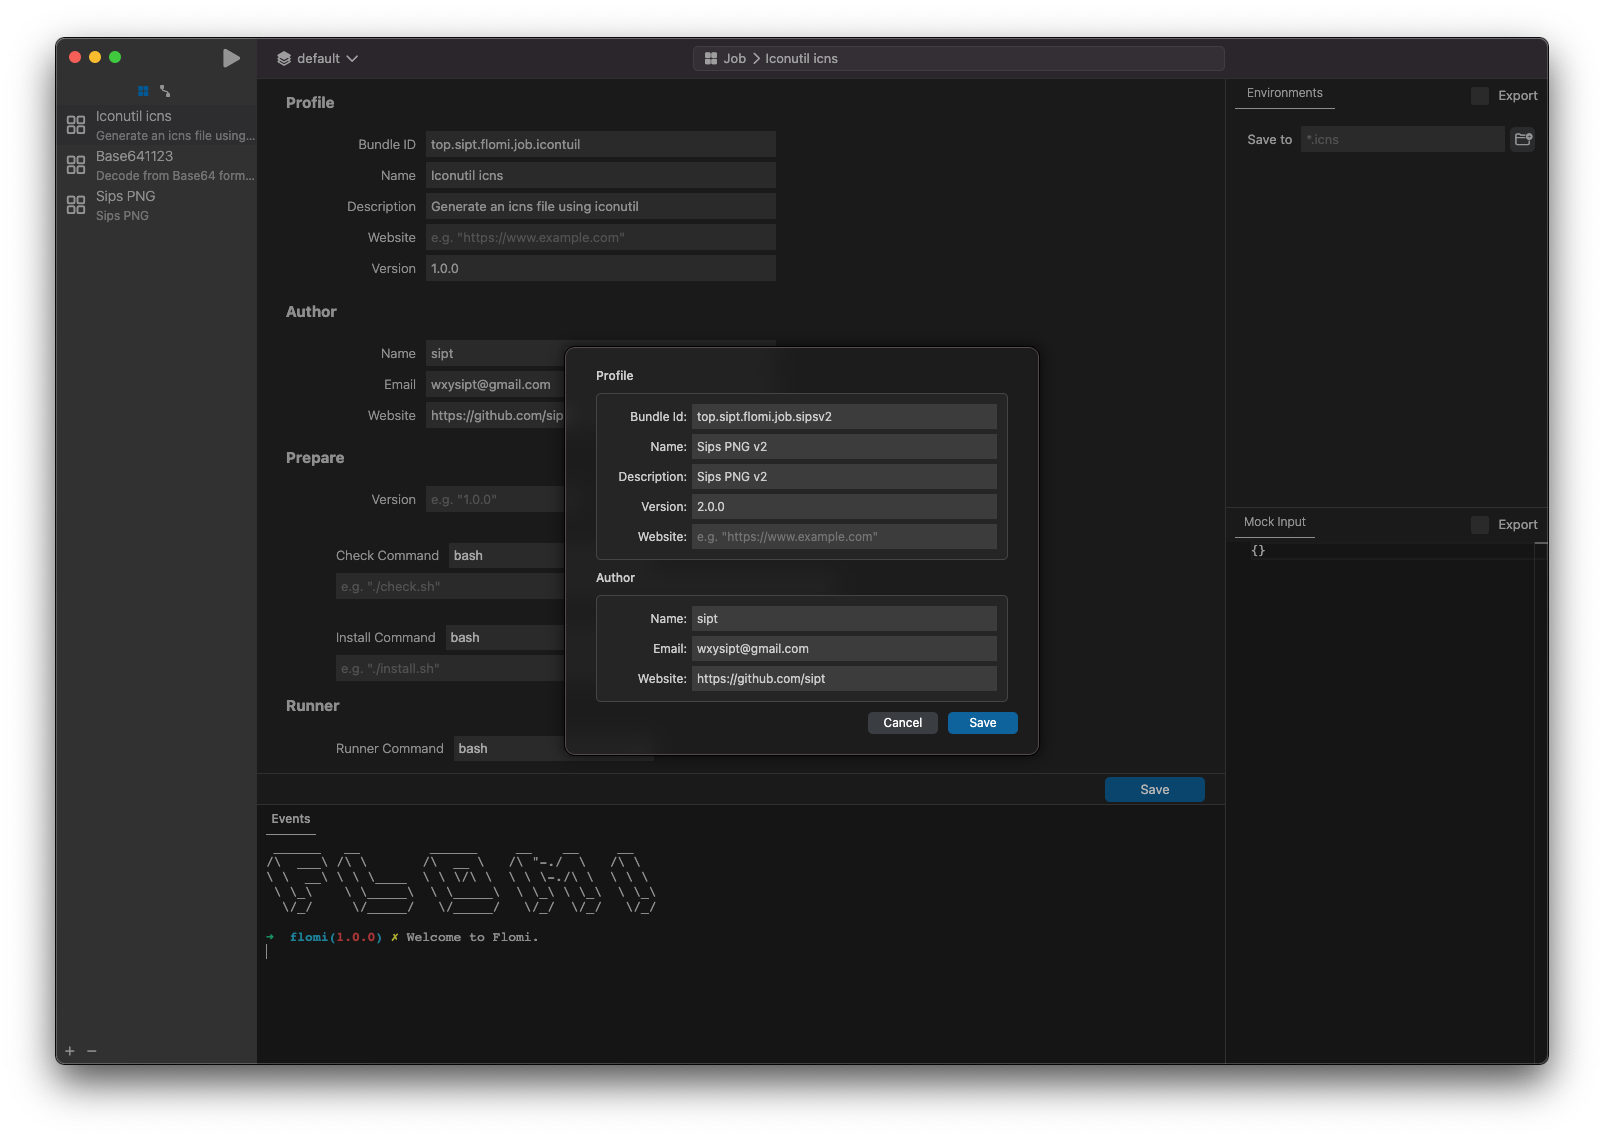 default
Job > Iconutil icns
Iconutil icns
Generate an icns file using...
Base641123
Decode from Base64 form...
Sips PNG
Sips PNG
Profile
Bundle ID top.sipt.flomi.job.icontuil
Name Iconutil icns
Description Generate an icns file using iconutil
Website e.g. "https://www.example.com"
Version 1.0.0
Author
Name sipt
Email wxysipt@gmail.com
Website https://github.com/sip
Prepare
Version e.g. "1.0.0"
Check Command bash
e.g. "./check.sh"
Install Command bash
e.g. "./install.sh"
Runner
Runner Command bash
Save
Profile
Bundle Id: top.sipt.flomi.job.sipsv2
Name: Sips PNG v2
Description: Sips PNG v2
Version: 2.0.0
Website: e.g. "https://www.example.com"
Author
Name: sipt
Email: wxysipt@gmail.com
Website: https://github.com/sipt
Cancel Save
Environments Export
Save to *.icns
Mock Input Export
{}
Events
FLOMI
➜ flomi(1.0.0) ✗ Welcome to Flomi.
+ −